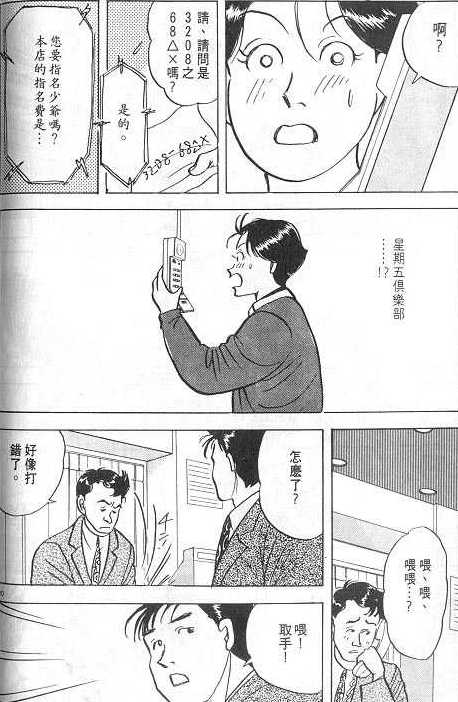 啊？
請、請問是
3208之
68△×嗎？
3208-68△×
是的。
您要指名少爺嗎？
本店的指名費是…
星期五俱樂部
……?
!
喂、喂、
喂喂…？
怎麼了？
好像打
錯了。
喂！
取手！